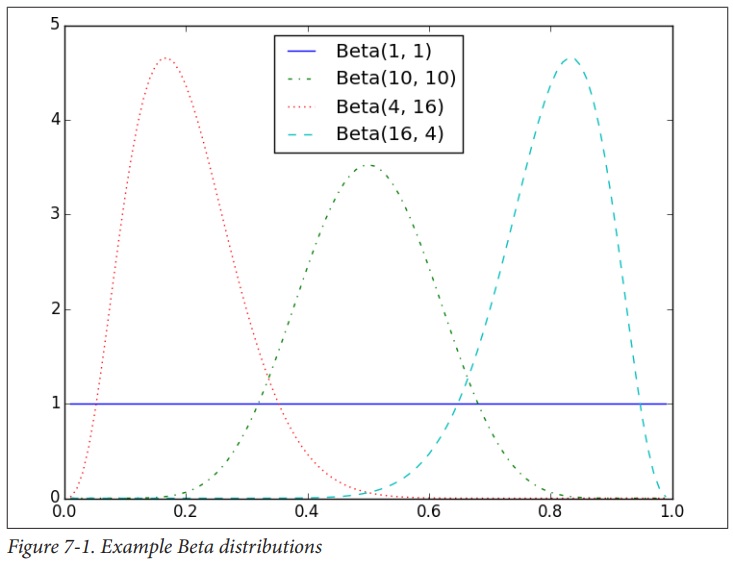 5
4
3
2
1
0
0.0 0.2 0.4 0.6 0.8 1.0
Beta(1, 1)
Beta(10, 10)
Beta(4, 16)
Beta(16, 4)
Figure 7-1. Example Beta distributions